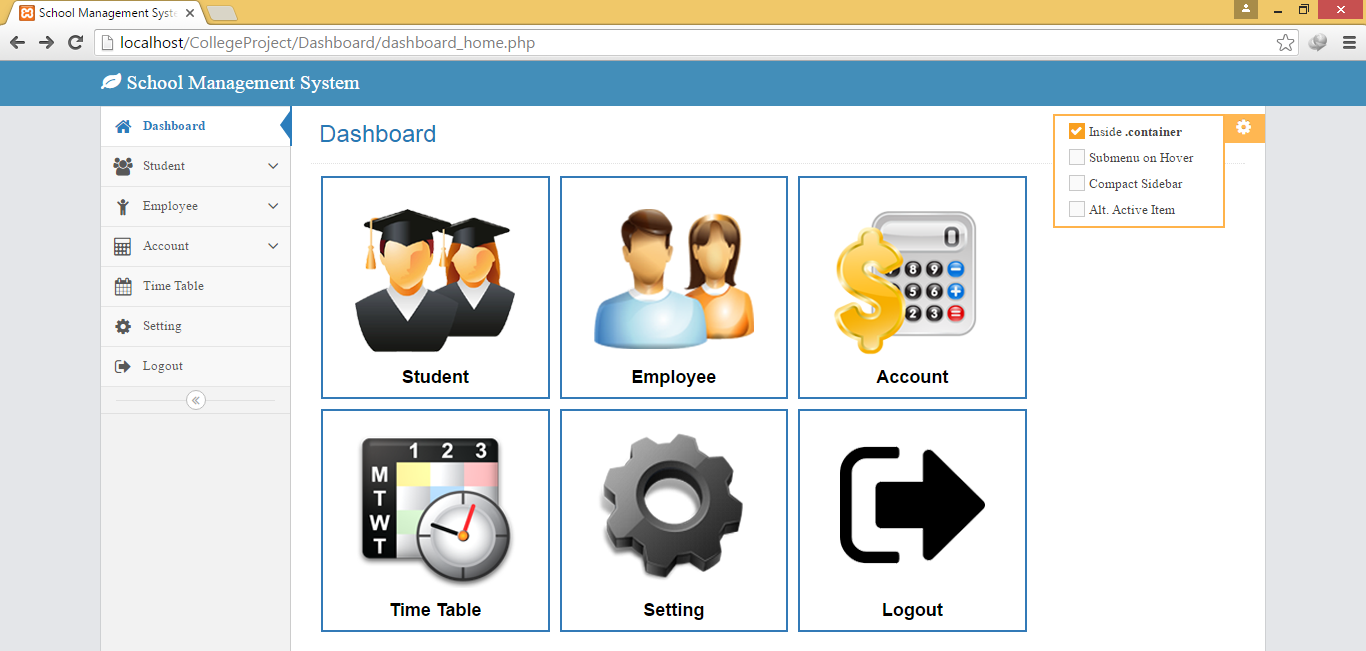 School Management Syst
localhost/CollegeProject/Dashboard/dashboard_home.php
School Management System
Dashboard
Student
Employee
Account
Time Table
Setting
Logout
Dashboard
Inside .container
Submenu on Hover
Compact Sidebar
Alt. Active Item
0
8 9
5 6
2 3
Student
Employee
Account
1 2 3
M
T
W
T
Time Table
Setting
Logout